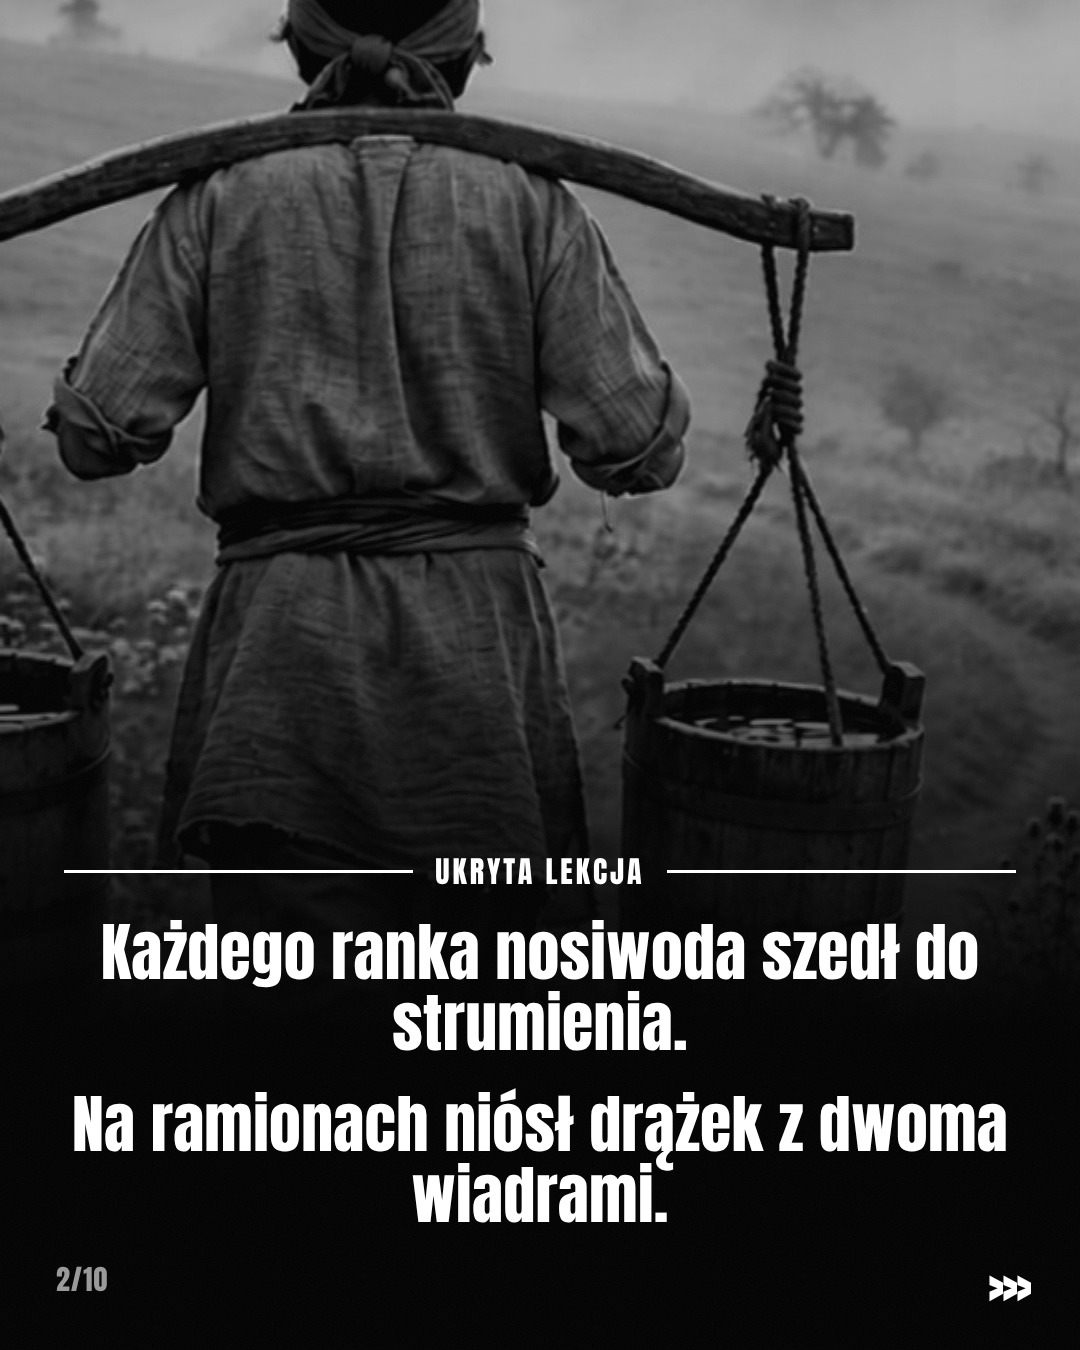 UKRYTA LEKCJA
Każdego ranka nosiwoda szedł do
strumienia.
Na ramionach niósł drążek z dwoma
wiadrami.
2/10
>>>